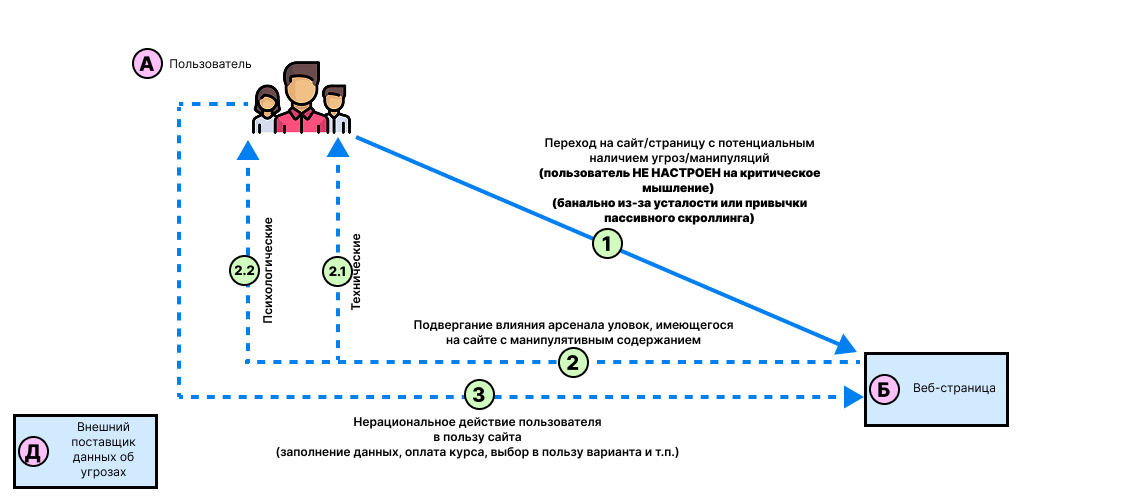 А
Пользователь
Переход на сайт/страницу с потенциальным
наличием угроз/манипуляций
(пользователь НЕ НАСТРОЕН на критическое
мышление)
(банально из-за усталости или привычки
пассивного скроллинга)
1
2.2
Психологические
2.1
Технические
Подвергание влияния арсенала уловок, имеющегося
на сайте с манипулятивным содержанием
2
Б
Веб-страница
3
Нерациональное действие пользователя
в пользу сайта
(заполнение данных, оплата курса, выбор в пользу варианта и т.п.)
Д
Внешний
поставщик
данных об
угрозах